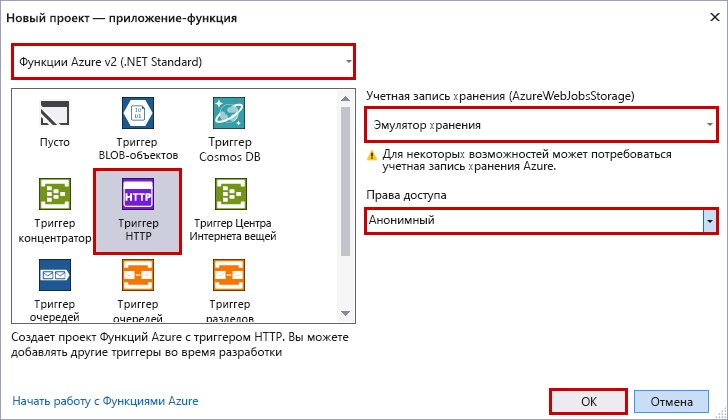 Новый проект — приложение-функция
Функции Azure v2 (.NET Standard)
Пусто
Триггер
BLOB-объектов
Триггер
Cosmos DB
Триггер
концентратор
HTTP
Триггер
HTTP
Триггер Центра
Интернета вещей
Триггер
очередей
Триггер
очередей
Триггер
разделов
Создает проект Функций Azure с триггером HTTP. Вы можете
добавлять другие триггеры во время разработки
Учетная запись хранения (AzureWebJobsStorage)
Эмулятор хранения
Для некоторых возможностей может потребоваться
учетная запись хранения Azure.
Права доступа
Анонимный
Начать работу с Функциями Azure
OK
Отмена